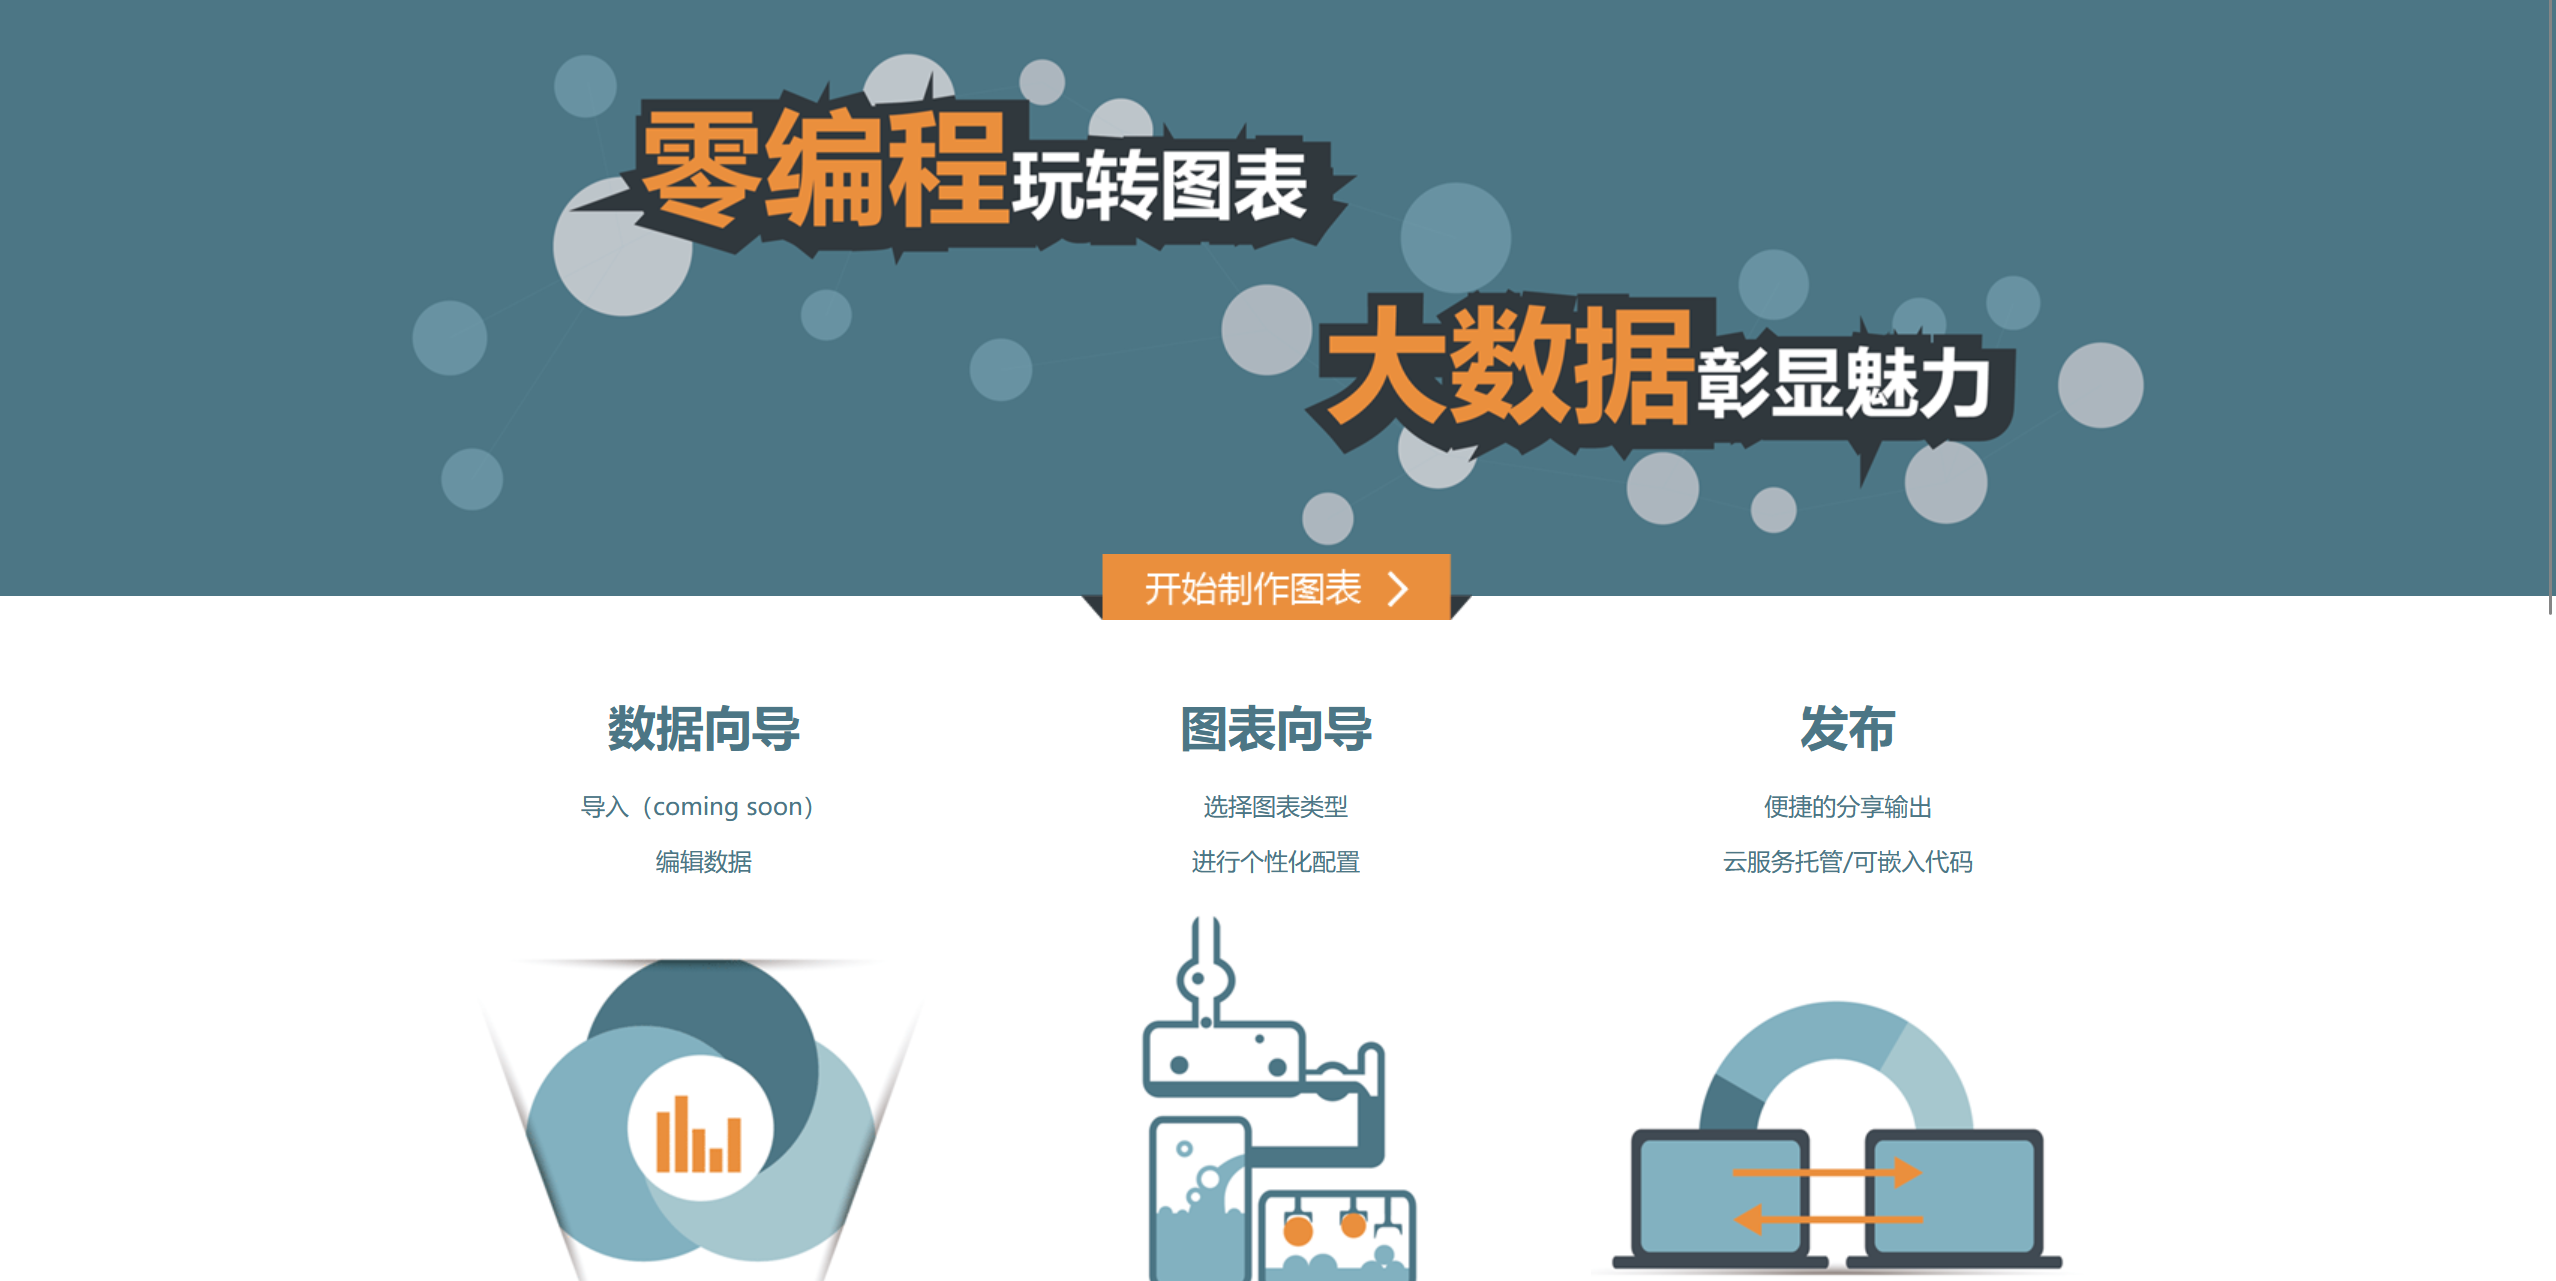 零编程玩转图表
大数据彰显魅力
开始制作图表
数据向导
导入（coming soon）
编辑数据
图表向导
选择图表类型
进行个性化配置
发布
便捷的分享输出
云服务托管/可嵌入代码